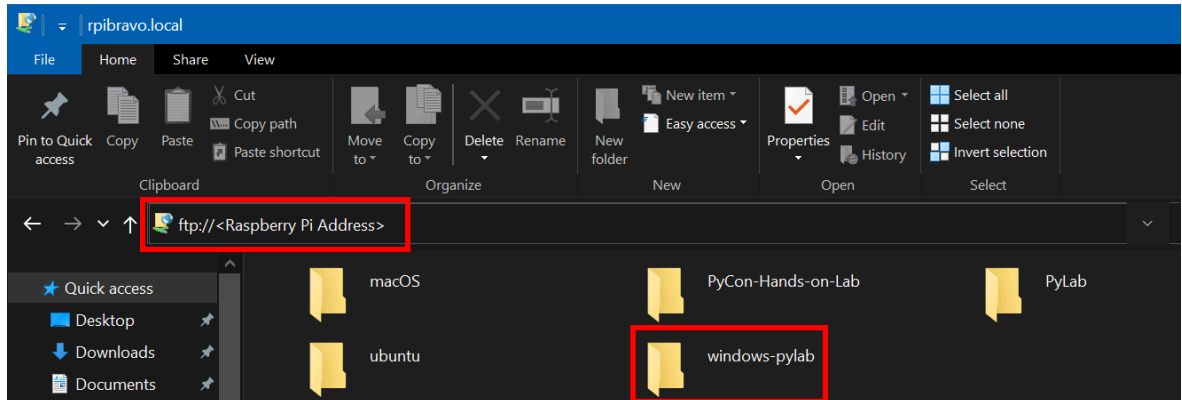 rpibravo.local
File Home Share View
Pin to Quick access
Copy
Paste
Cut
Copy path
Paste shortcut
Move to
Copy to
Delete
Rename
New folder
New item
Easy access
Properties
Open
Edit
History
Select all
Select none
Invert selection
Clipboard Organize New Open Select
ftp://<Raspberry Pi Address>
Quick access
Desktop
Downloads
Documents
macOS PyCon-Hands-on-Lab PyLab
ubuntu windows-pylab